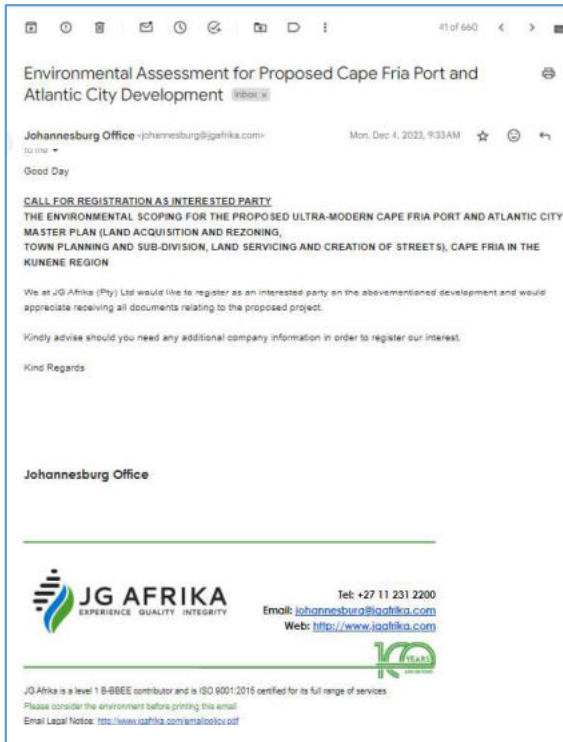 41 of 660
Environmental Assessment for Proposed Cape Fria Port and
Atlantic City Development Inbox x
Johannesburg Office <johannesburg@jgafrika.com> Mon, Dec 4, 2023, 9:33 AM
to me
Good Day
CALL FOR REGISTRATION AS INTERESTED PARTY
THE ENVIRONMENTAL SCOPING FOR THE PROPOSED ULTRA-MODERN CAPE FRIA PORT AND ATLANTIC CITY
MASTER PLAN (LAND ACQUISITION AND REZONING,
TOWN PLANNING AND SUB-DIVISION, LAND SERVICING AND CREATION OF STREETS), CAPE FRIA IN THE
KUNENE REGION
We at JG Afrika (Pty) Ltd would like to register as an interested party on the abovementioned development and would
appreciate receiving all documents relating to the proposed project.
Kindly advise should you need any additional company information in order to register our interest.
Kind Regards
Johannesburg Office
JG AFRIKA
EXPERIENCE QUALITY INTEGRITY
Tel: +27 11 231 2200
Email: johannesburg@jgafrika.com
Web: http://www.jgafrika.com
100 YEARS
JG Afrika is a level 1 B-BBEE contributor and is ISO 9001:2015 certified for its full range of services
Please consider the environment before printing this email
Email Legal Notice: http://www.jgafrika.com/emailpolicy.pdf